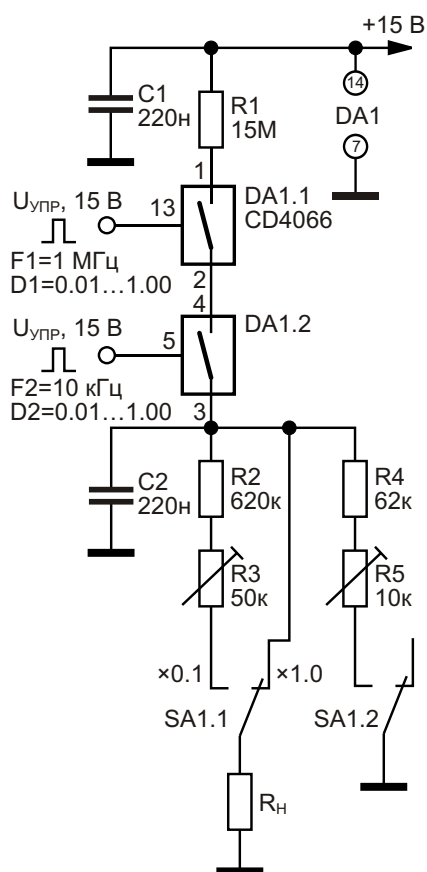 +15 В
C1
220н
R1
15М
14
DA1
7
1
DA1.1
CD4066
UУПР, 15 В
13
F1=1 МГц
D1=0.01...1.00
2
4
UУПР, 15 В
5
DA1.2
F2=10 кГц
D2=0.01...1.00
3
C2
220н
R2
620к
R4
62к
R3
50к
R5
10к
×0.1
×1.0
SA1.1
SA1.2
RН